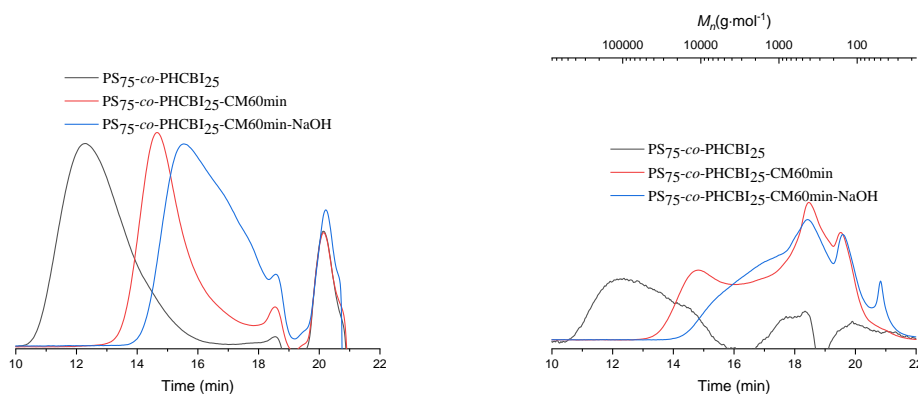 PS75-co-PHCBI25
PS75-co-PHCBI25-CM60min
PS75-co-PHCBI25-CM60min-NaOH
10 12 14 16 18 20 22
Time (min)
Mn(g·mol-1)
100000 10000 1000 100
PS75-co-PHCBI25
PS75-co-PHCBI25-CM60min
PS75-co-PHCBI25-CM60min-NaOH
10 12 14 16 18 20 22
Time (min)